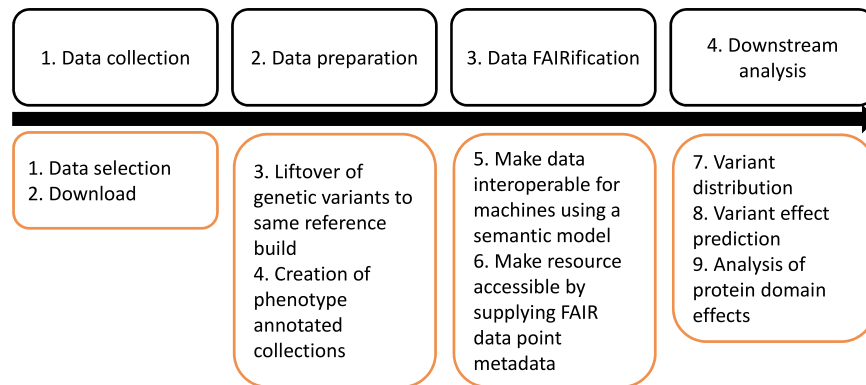 1. Data collection
2. Data preparation
3. Data FAIRification
4. Downstream
analysis
1. Data selection
2. Download
3. Liftover of
genetic variants to
same reference
build
4. Creation of
phenotype
annotated
collections
5. Make data
interoperable for
machines using a
semantic model
6. Make resource
accessible by
supplying FAIR
data point
metadata
7. Variant
distribution
8. Variant effect
prediction
9. Analysis of
protein domain
effects